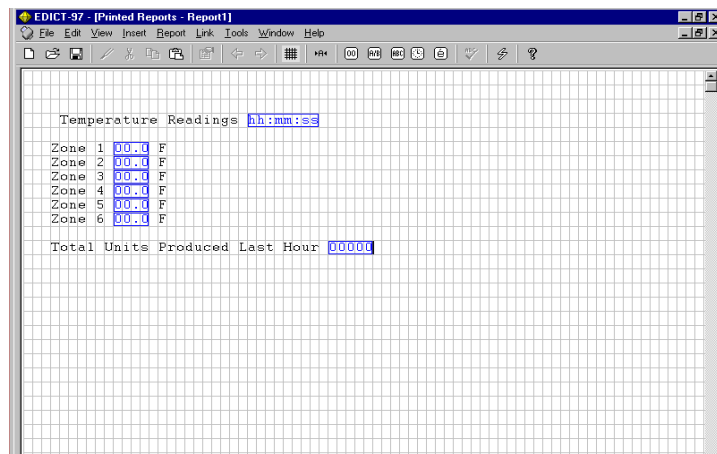 EDICT-97 - [Printed Reports - Report1]
File Edit View Insert Report Link Tools Window Help
Temperature Readings hh:mm:ss
Zone 1 00.0 F
Zone 2 00.0 F
Zone 3 00.0 F
Zone 4 00.0 F
Zone 5 00.0 F
Zone 6 00.0 F
Total Units Produced Last Hour 00000